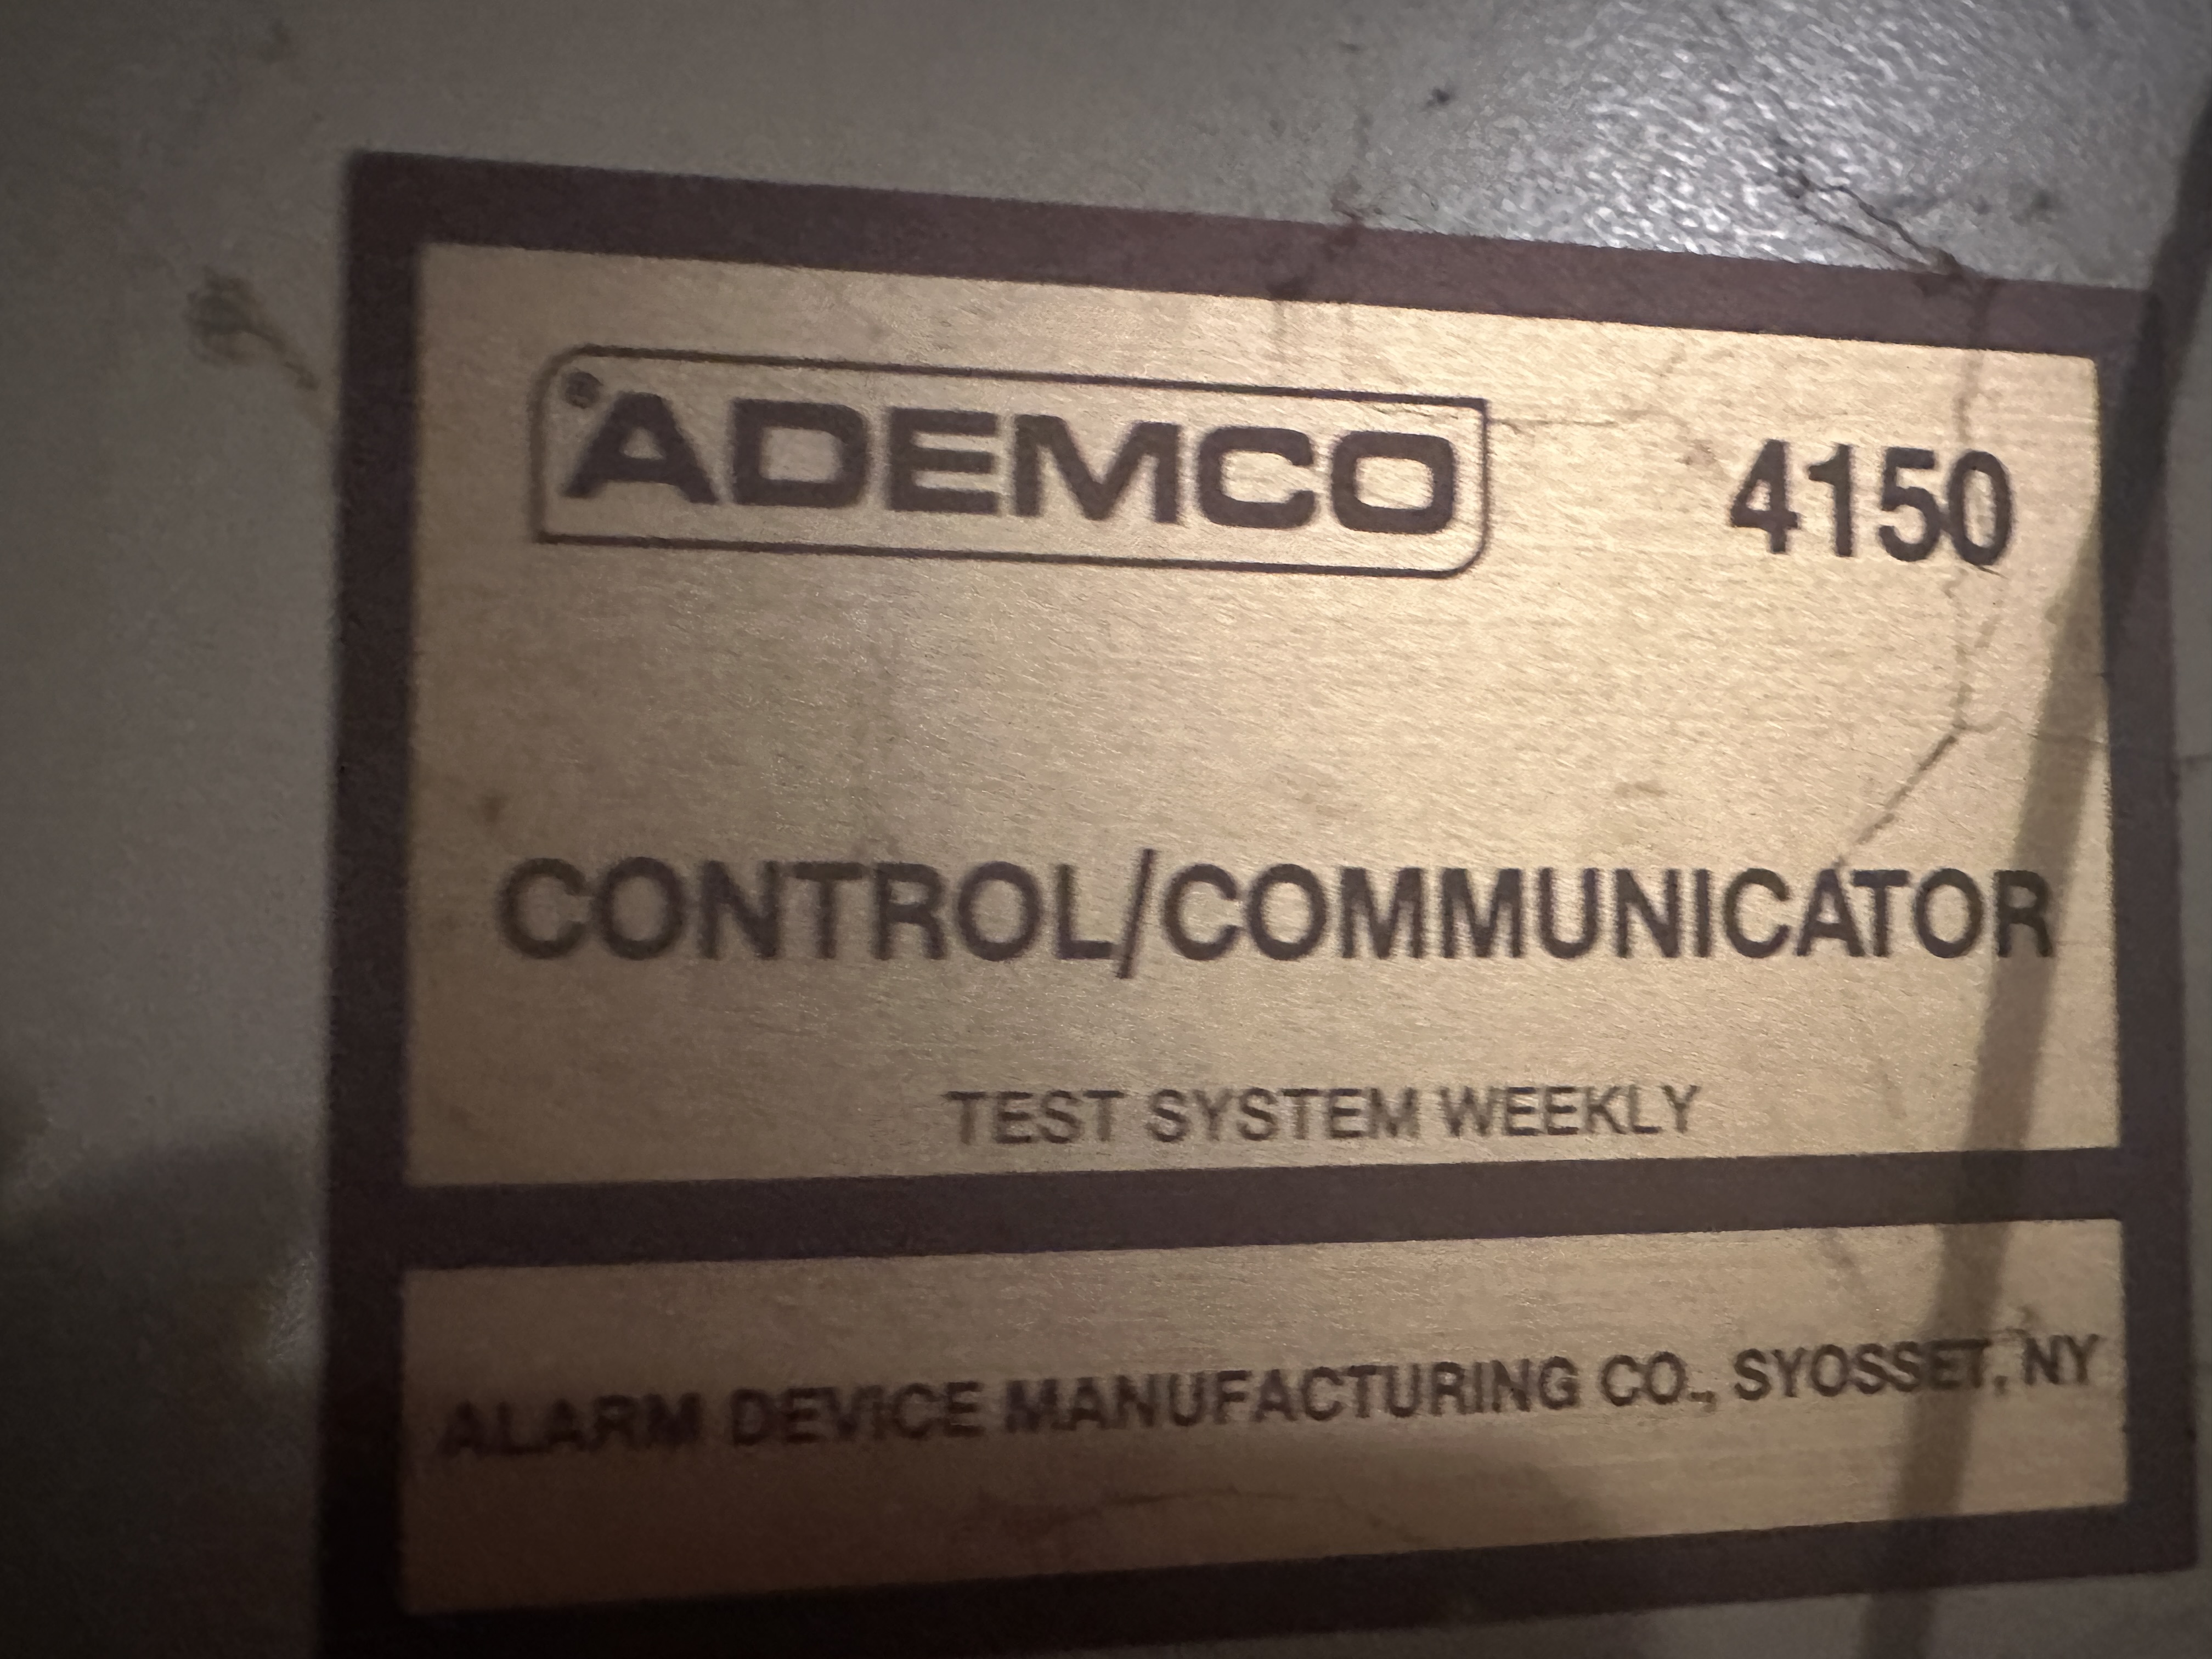 ®ADEMCO 4150
CONTROL/COMMUNICATOR
TEST SYSTEM WEEKLY
ALARM DEVICE MANUFACTURING CO., SYOSSET, NY